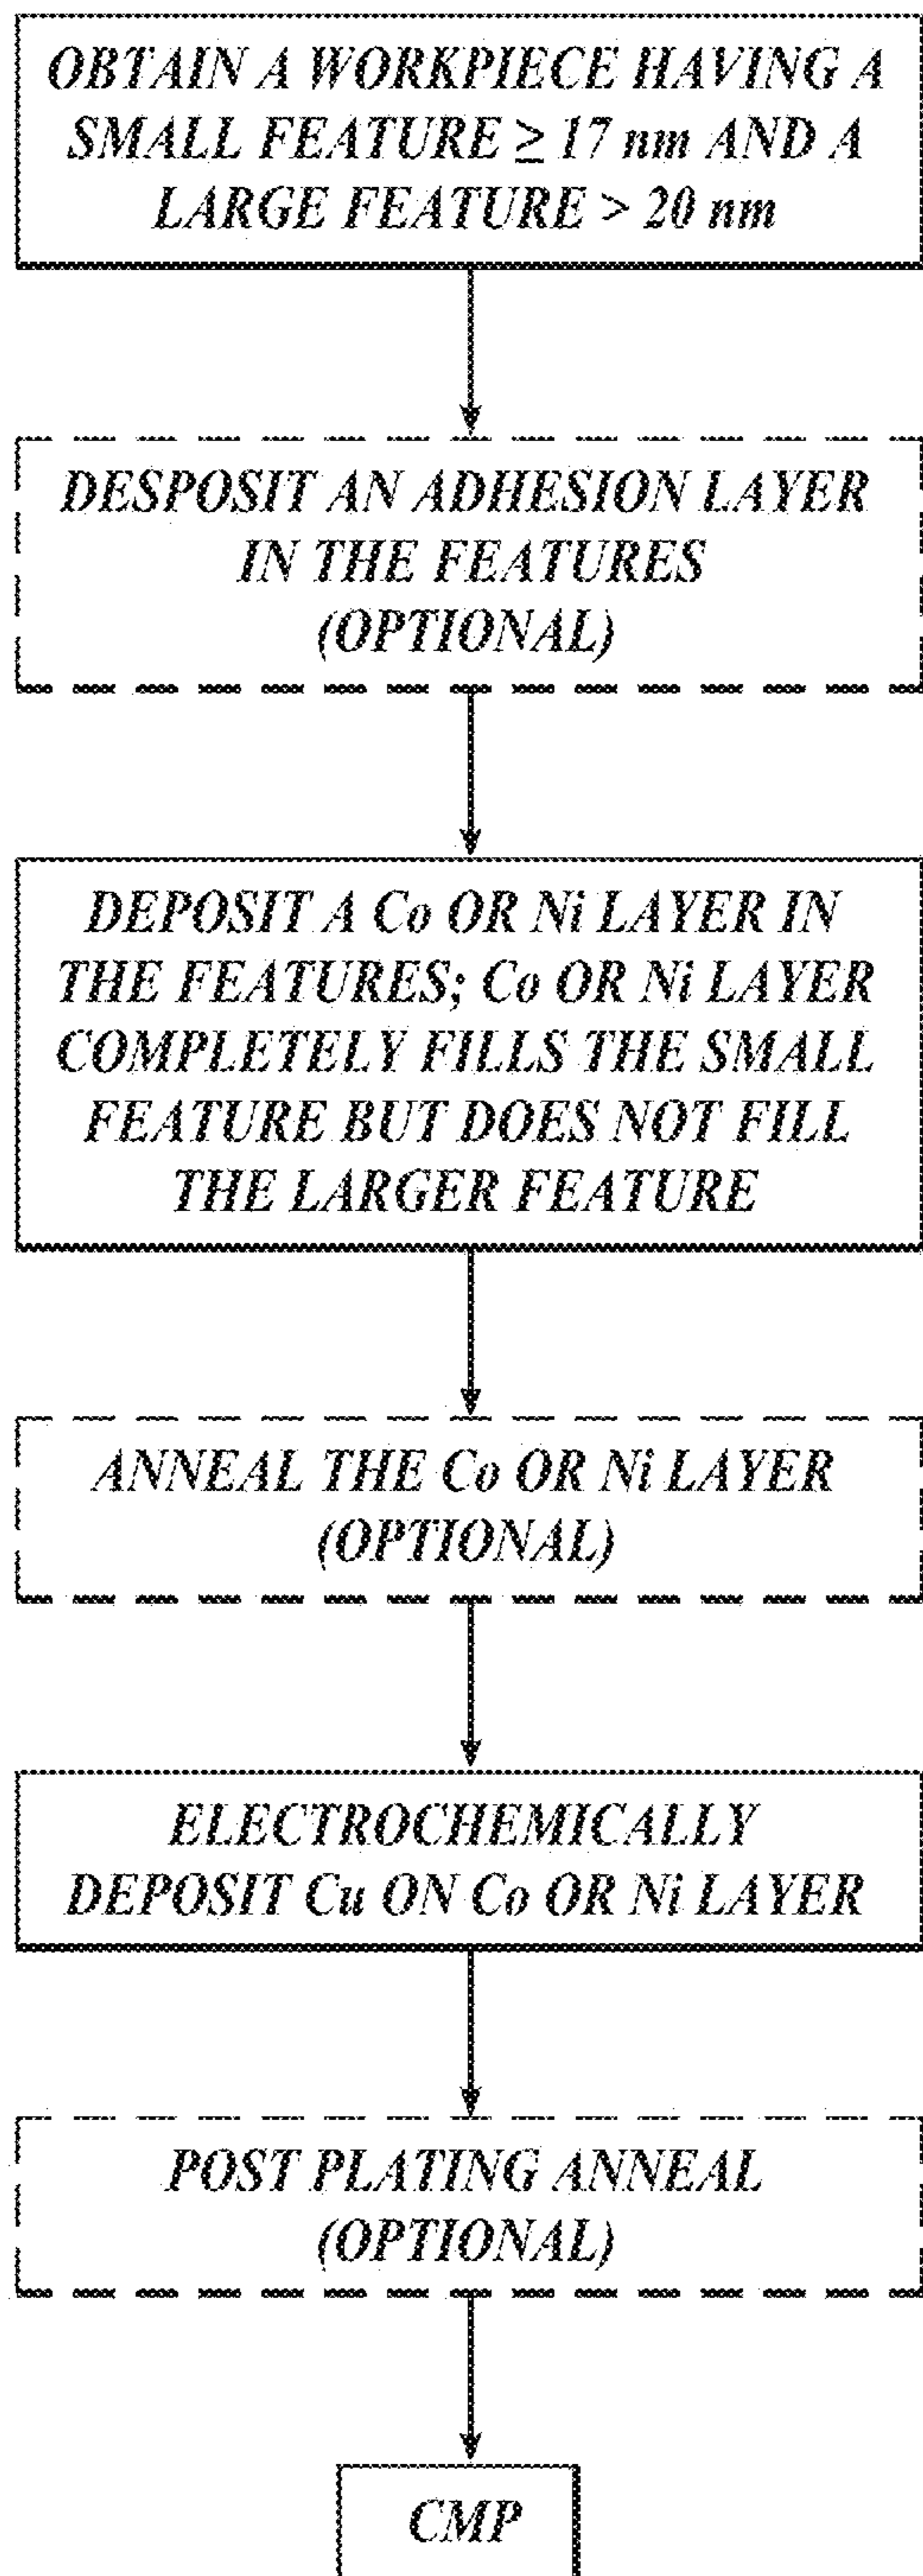 OBTAIN A WORKPIECE HAVING A
SMALL FEATURE ≥ 17 nm AND A
LARGE FEATURE > 20 nm
DESPOSIT AN ADHESION LAYER
IN THE FEATURES
(OPTIONAL)
DEPOSIT A Co OR Ni LAYER IN
THE FEATURES; Co OR Ni LAYER
COMPLETELY FILLS THE SMALL
FEATURE BUT DOES NOT FILL
THE LARGER FEATURE
ANNEAL THE Co OR Ni LAYER
(OPTIONAL)
ELECTROCHEMICALLY
DEPOSIT Cu ON Co OR Ni LAYER
POST PLATING ANNEAL
(OPTIONAL)
CMP